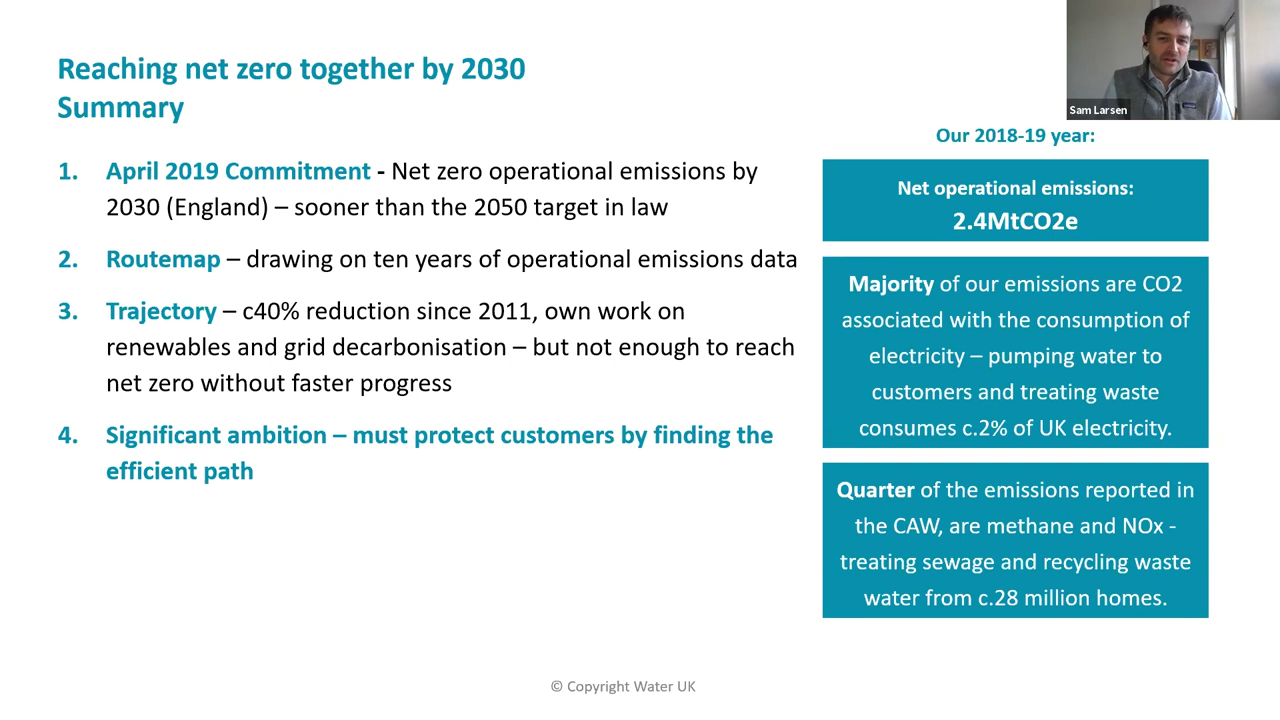 Reaching net zero together by 2030
Summary
Sam Larsen
1. April 2019 Commitment - Net zero operational emissions by
2030 (England) – sooner than the 2050 target in law
2. Routemap – drawing on ten years of operational emissions data
3. Trajectory – c40% reduction since 2011, own work on
renewables and grid decarbonisation – but not enough to reach
net zero without faster progress
4. Significant ambition – must protect customers by finding the
efficient path
Our 2018-19 year:
Net operational emissions:
2.4MtCO2e
Majority of our emissions are CO2
associated with the consumption of
electricity – pumping water to
customers and treating waste
consumes c.2% of UK electricity.
Quarter of the emissions reported in
the CAW, are methane and NOx -
treating sewage and recycling waste
water from c.28 million homes.
© Copyright Water UK